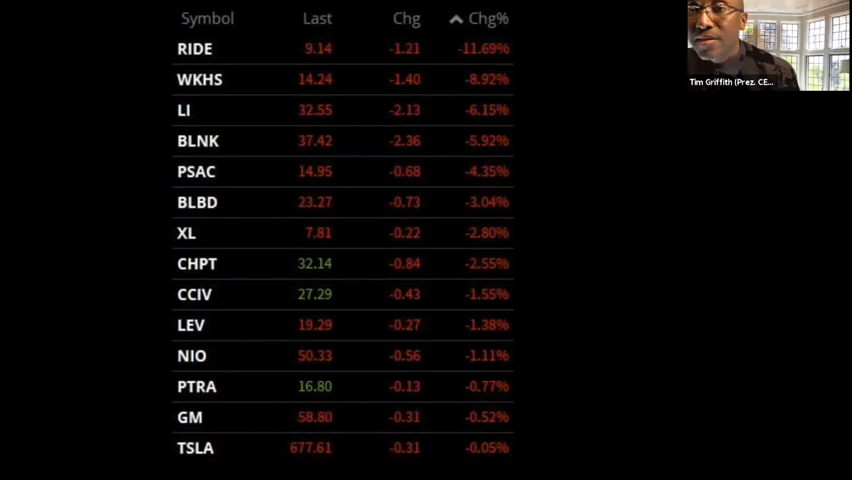 Symbol Last Chg Chg%
RIDE 9.14 -1.21 -11.69%
WKHS 14.24 -1.40 -8.92%
LI 32.55 -2.13 -6.15%
BLNK 37.42 -2.36 -5.92%
PSAC 14.95 -0.68 -4.35%
BLBD 23.27 -0.73 -3.04%
XL 7.81 -0.22 -2.80%
CHPT 32.14 -0.84 -2.55%
CCIV 27.29 -0.43 -1.55%
LEV 19.29 -0.27 -1.38%
NIO 50.33 -0.56 -1.11%
PTRA 16.80 -0.13 -0.77%
GM 58.80 -0.31 -0.52%
TSLA 677.61 -0.31 -0.05%
Tim Griffith (Prez. CE...